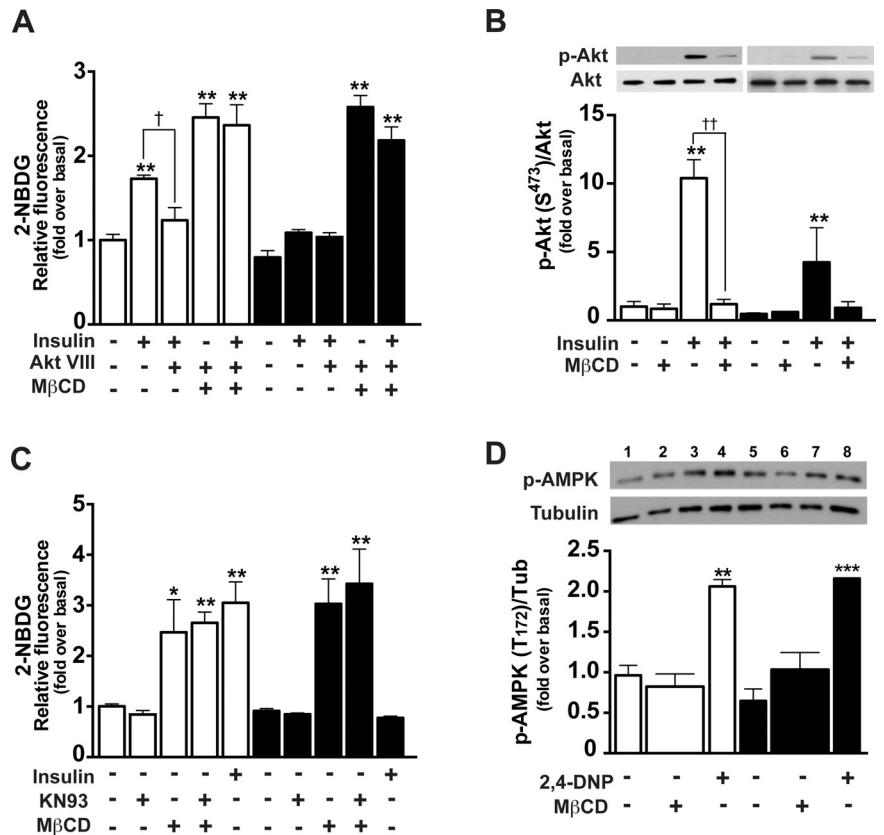 A
2-NBDG
Relative fluorescence
(fold over basal)
3
2
1
0
**
†
**
**
**
**
Insulin - + + - + - + + - +
Akt VIII - - + + + - - + + +
MβCD - - - + + - - - + +
B
p-Akt
Akt
p-Akt (S473)/Akt
(fold over basal)
15
10
5
0
**
††
**
Insulin - - + + - - + +
MβCD - + - + - + - +
C
2-NBDG
Relative fluorescence
(fold over basal)
5
4
3
2
1
0
*
**
**
**
**
Insulin - - - - + - - - - +
KN93 - + - + - - + - + -
MβCD - - + + - - - + + -
D
1 2 3 4 5 6 7 8
p-AMPK
Tubulin
p-AMPK (T172)/Tub
(fold over basal)
2.5
2.0
1.5
1.0
0.5
0.0
**
***
2,4-DNP - - + - - +
MβCD - + - - + -